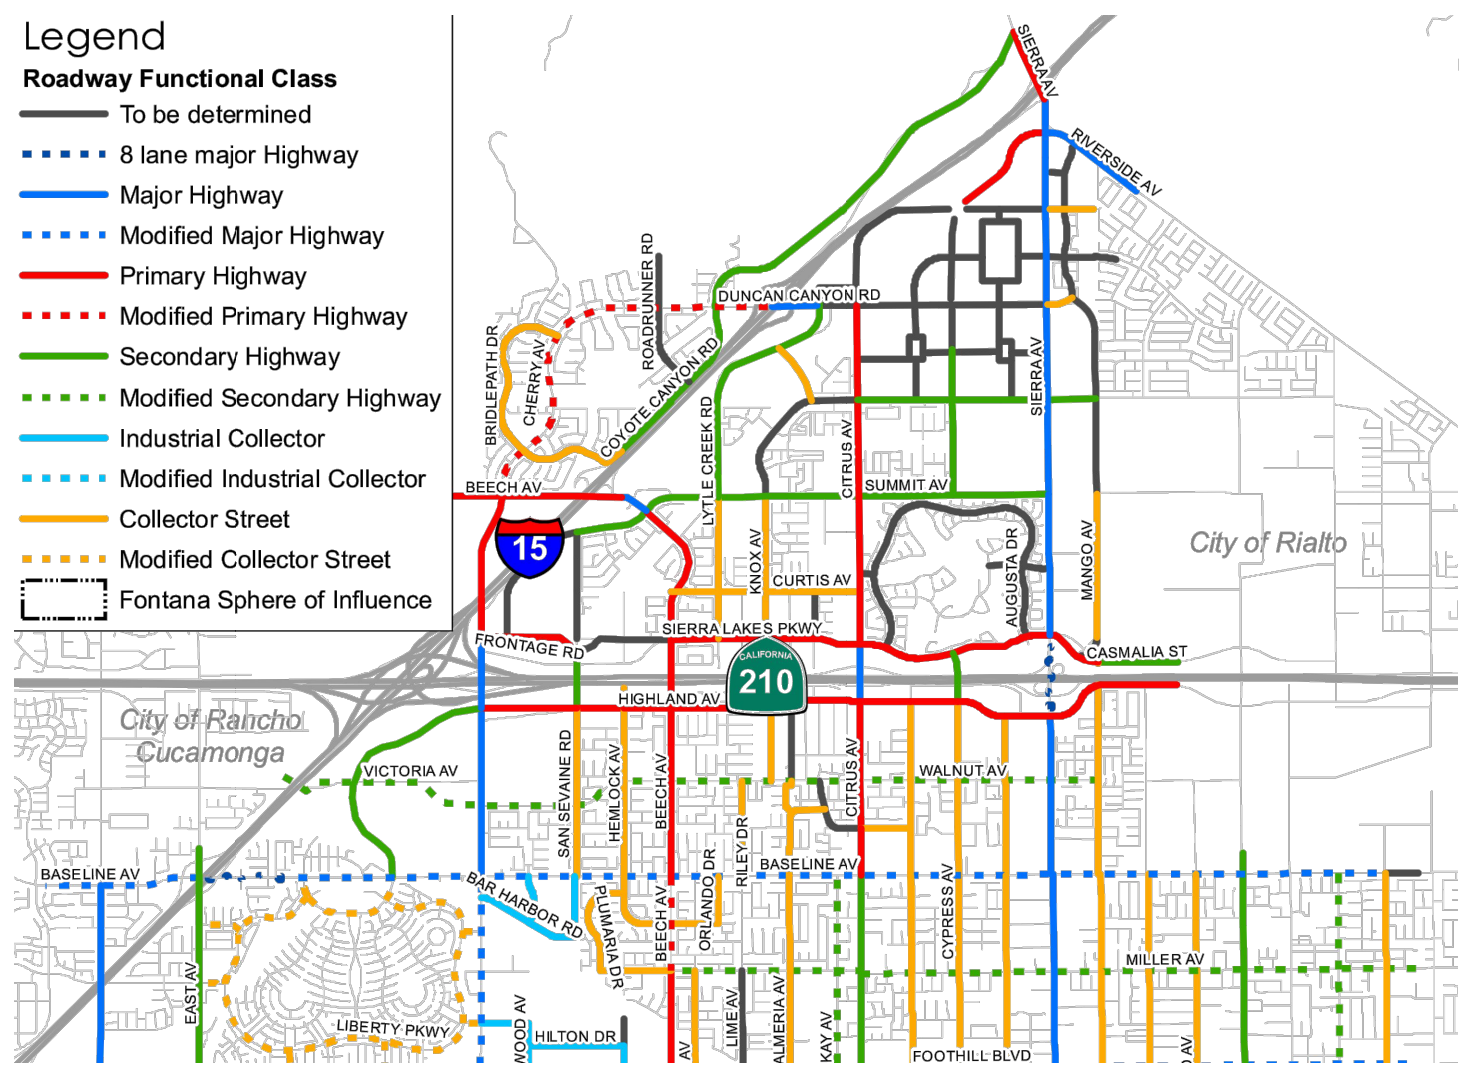 Legend
Roadway Functional Class
To be determined
8 lane major Highway
Major Highway
Modified Major Highway
Primary Highway
Modified Primary Highway
Secondary Highway
Modified Secondary Highway
Industrial Collector
Modified Industrial Collector
Collector Street
Modified Collector Street
Fontana Sphere of Influence
SIERRA AV
RIVERSIDE AV
ROADRUNNER RD
DUNCAN CANYON RD
BRIDLEPATH DR
CHERRY AV
COYOTE CANYON RD
SIERRA AV
LYTLE CREEK RD
CITRUS AV
BEECH AV
SUMMIT AV
15
KNOX AV
AUGUSTA DR
MANGO AV
City of Rialto
CURTIS AV
SIERRA LAKES PKWY
FRONTAGE RD
CASMALIA ST
CALIFORNIA
210
HIGHLAND AV
City of Rancho
Cucamonga
SAN SEVAINE RD
HEMLOCK AV
BEECH AV
CITRUS AV
VICTORIA AV
WALNUT AV
RILEY DR
BASELINE AV
BASELINE AV
BAR HARBOR RD
PLUMARIA DR
BEECH AV
ORLANDO DR
CYPRESS AV
MILLER AV
EAST AV
LIBERTY PKWY
WOOD AV
HILTON DR
AV
LIME AV
ALMERIA AV
KAY AV
FOOTHILL BLVD
AV